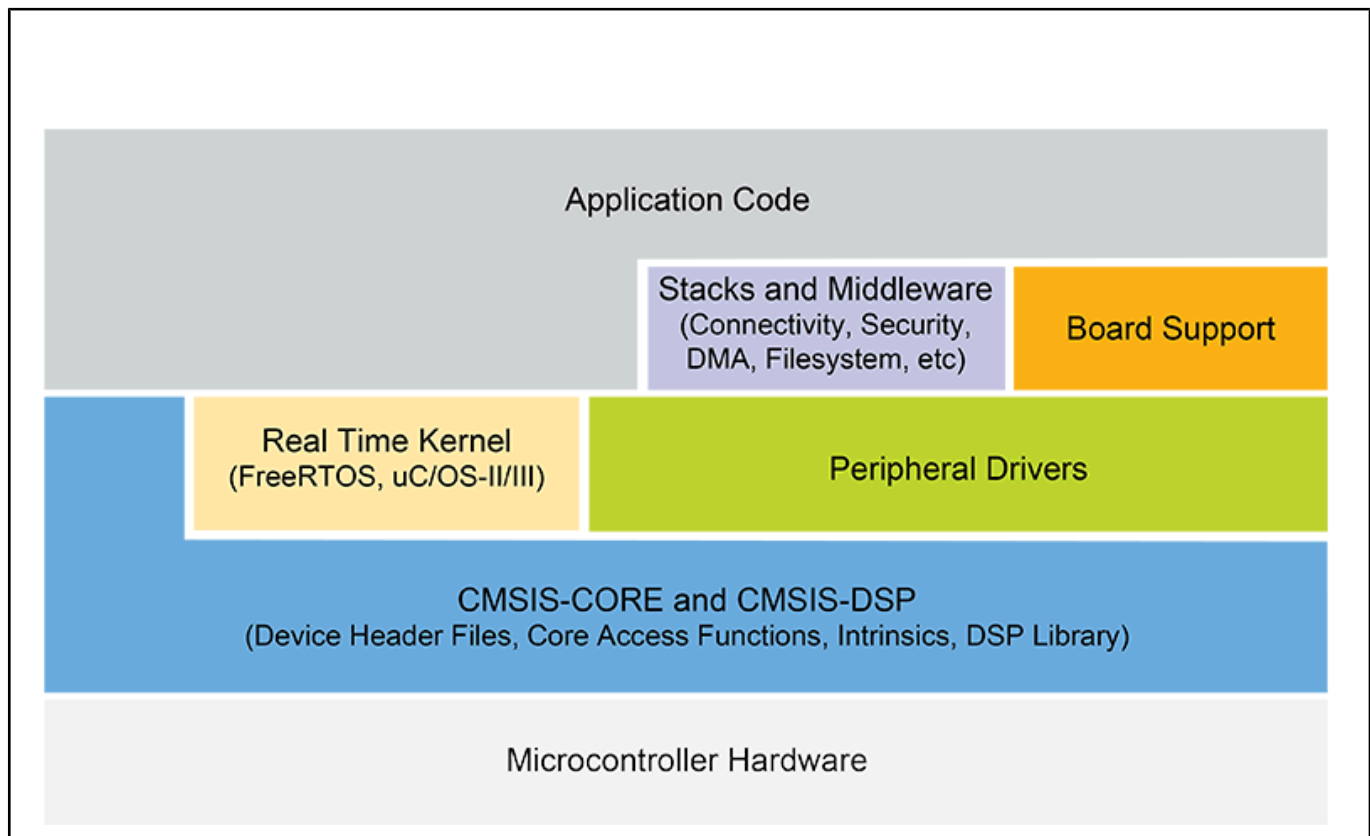 Application Code
Stacks and Middleware
(Connectivity, Security,
DMA, Filesystem, etc)
Board Support
Real Time Kernel
(FreeRTOS, uC/OS-II/III)
Peripheral Drivers
CMSIS-CORE and CMSIS-DSP
(Device Header Files, Core Access Functions, Intrinsics, DSP Library)
Microcontroller Hardware